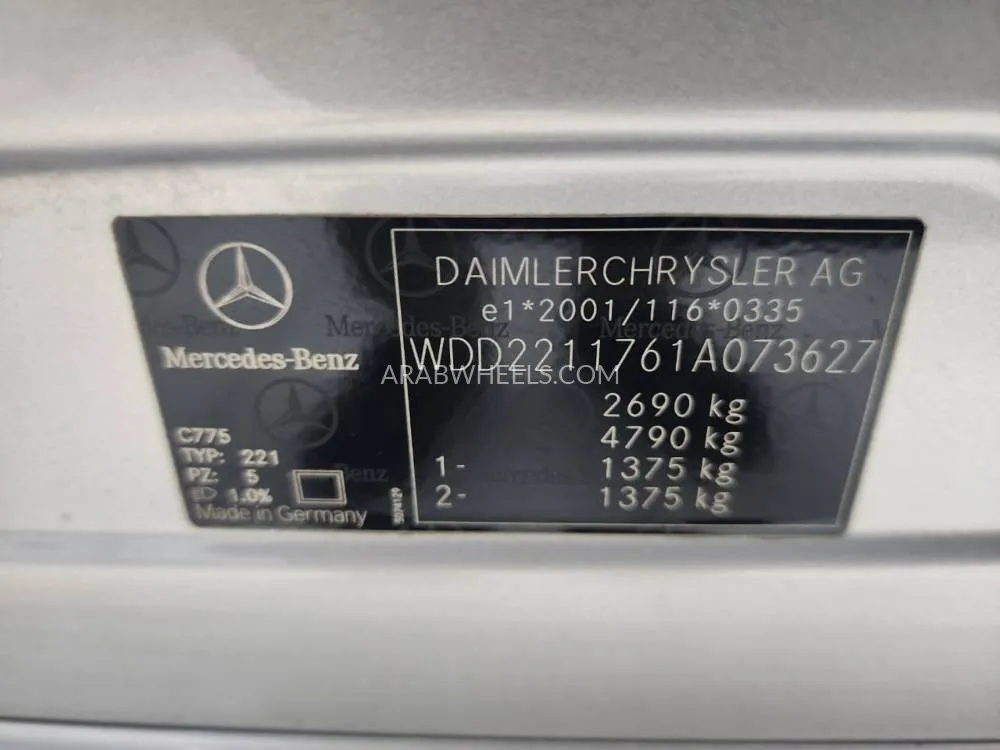 Mercedes-Benz
C775
TYP: 221
PZ: 5
1.0%
Made in Germany
5074129
DAIMLERCHRYSLER AG
e1*2001/116*0335
WDD2211761A073627
ARABWHEELS.COM
2690 kg
4790 kg
1- 1375 kg
2- 1375 kg